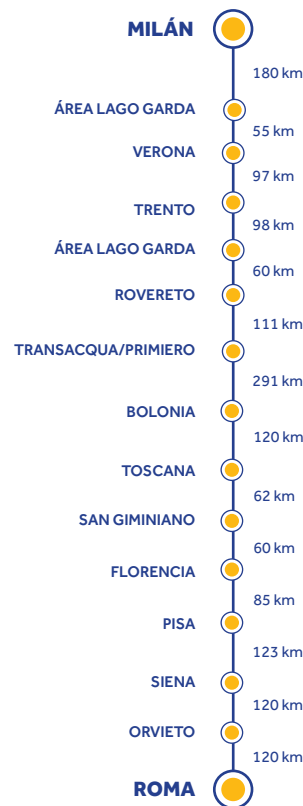 MILÁN
180 km
ÁREA LAGO GARDA
55 km
VERONA
97 km
TRENTO
98 km
ÁREA LAGO GARDA
60 km
ROVERETO
111 km
TRANSACQUA/PRIMIERO
291 km
BOLONIA
120 km
TOSCANA
62 km
SAN GIMINIANO
60 km
FLORENCIA
85 km
PISA
123 km
SIENA
120 km
ORVIETO
120 km
ROMA